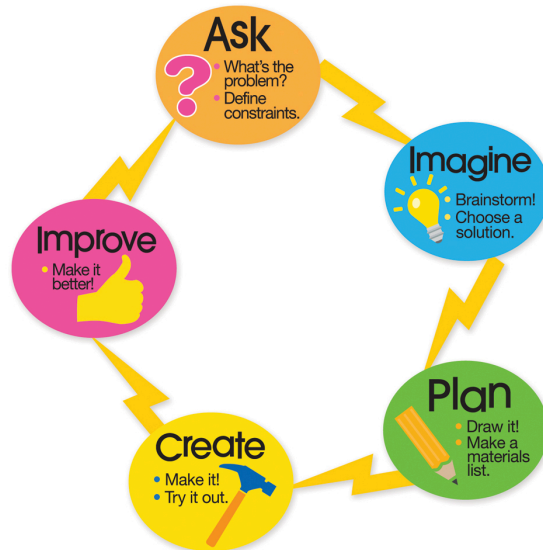 Ask
• What's the
problem?
• Define
constraints.
Imagine
• Brainstorm!
• Choose a
solution.
Plan
• Draw it!
• Make a
materials
list.
Create
• Make it!
• Try it out.
Improve
• Make it
better!